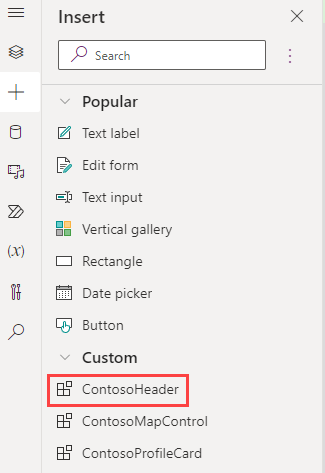 Insert
Search
Popular
Text label
Edit form
Text input
Vertical gallery
Rectangle
Date picker
Button
(x)
Custom
ContosoHeader
ContosoMapControl
ContosoProfileCard